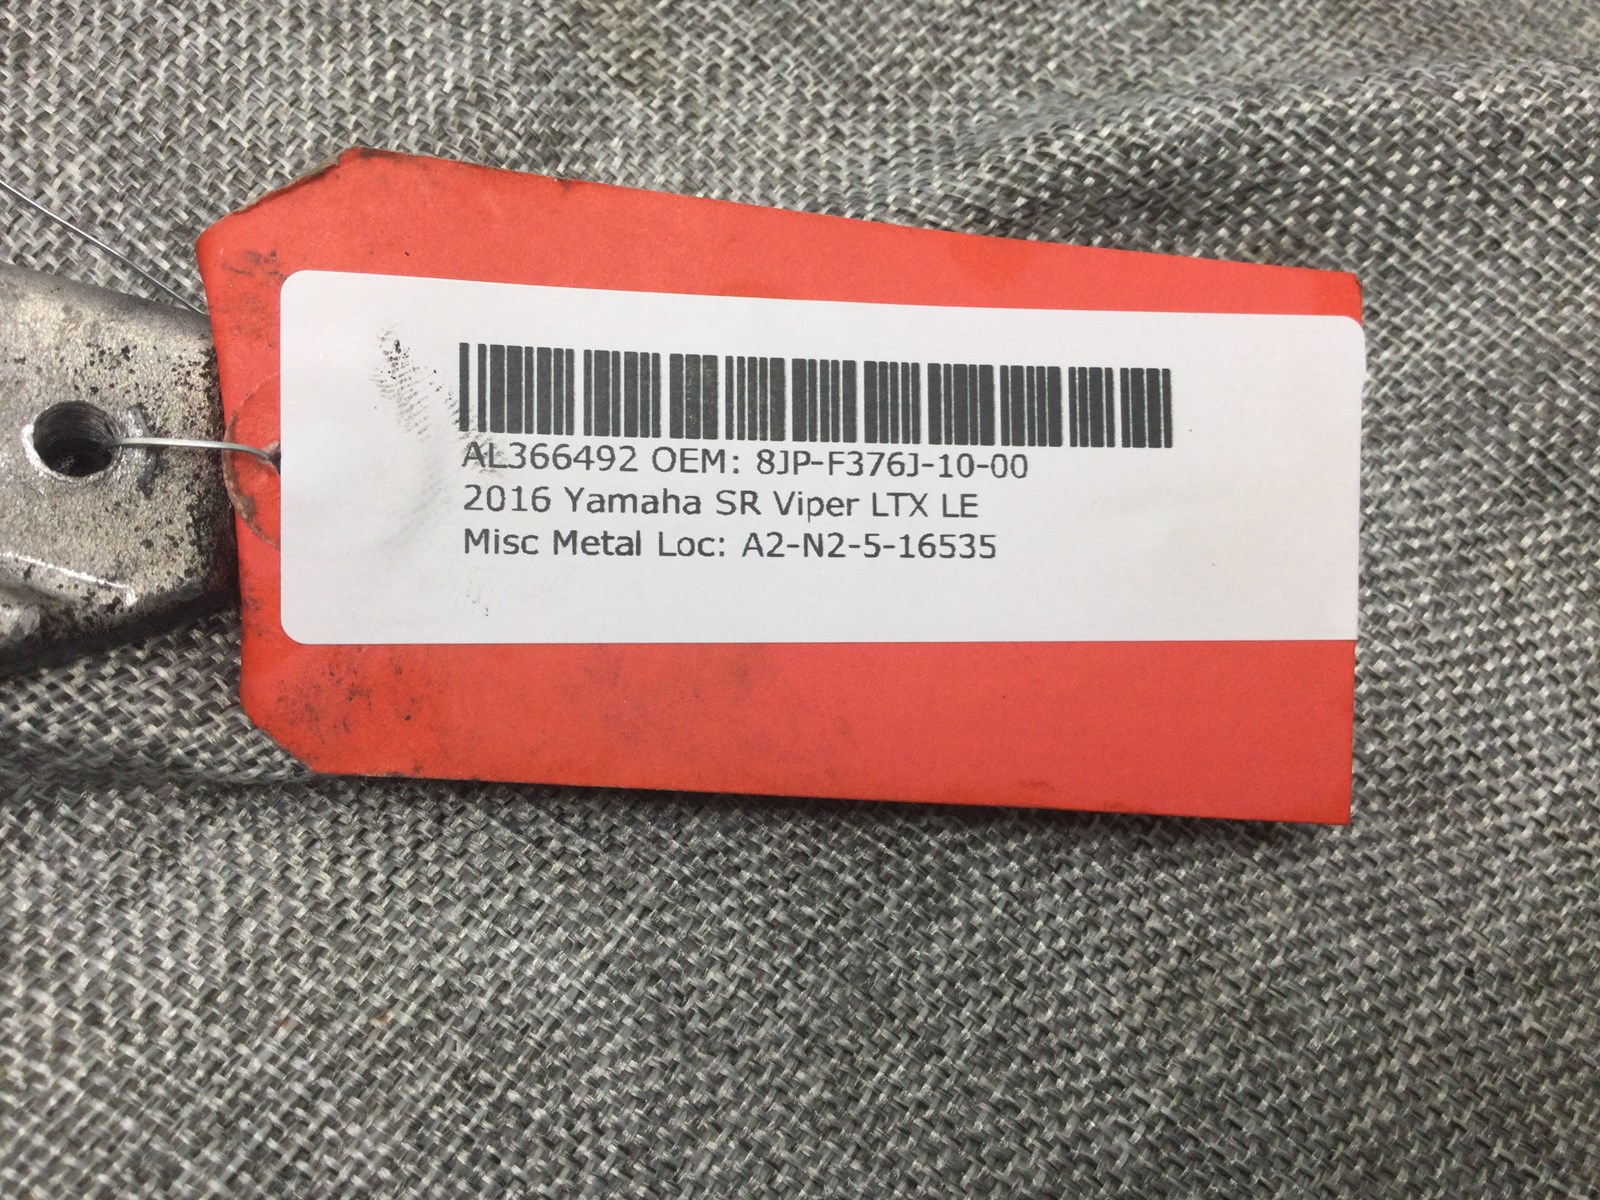 AL366492 OEM: 8JP-F376J-10-00
2016 Yamaha SR Viper LTX LE
Misc Metal Loc: A2-N2-5-16535